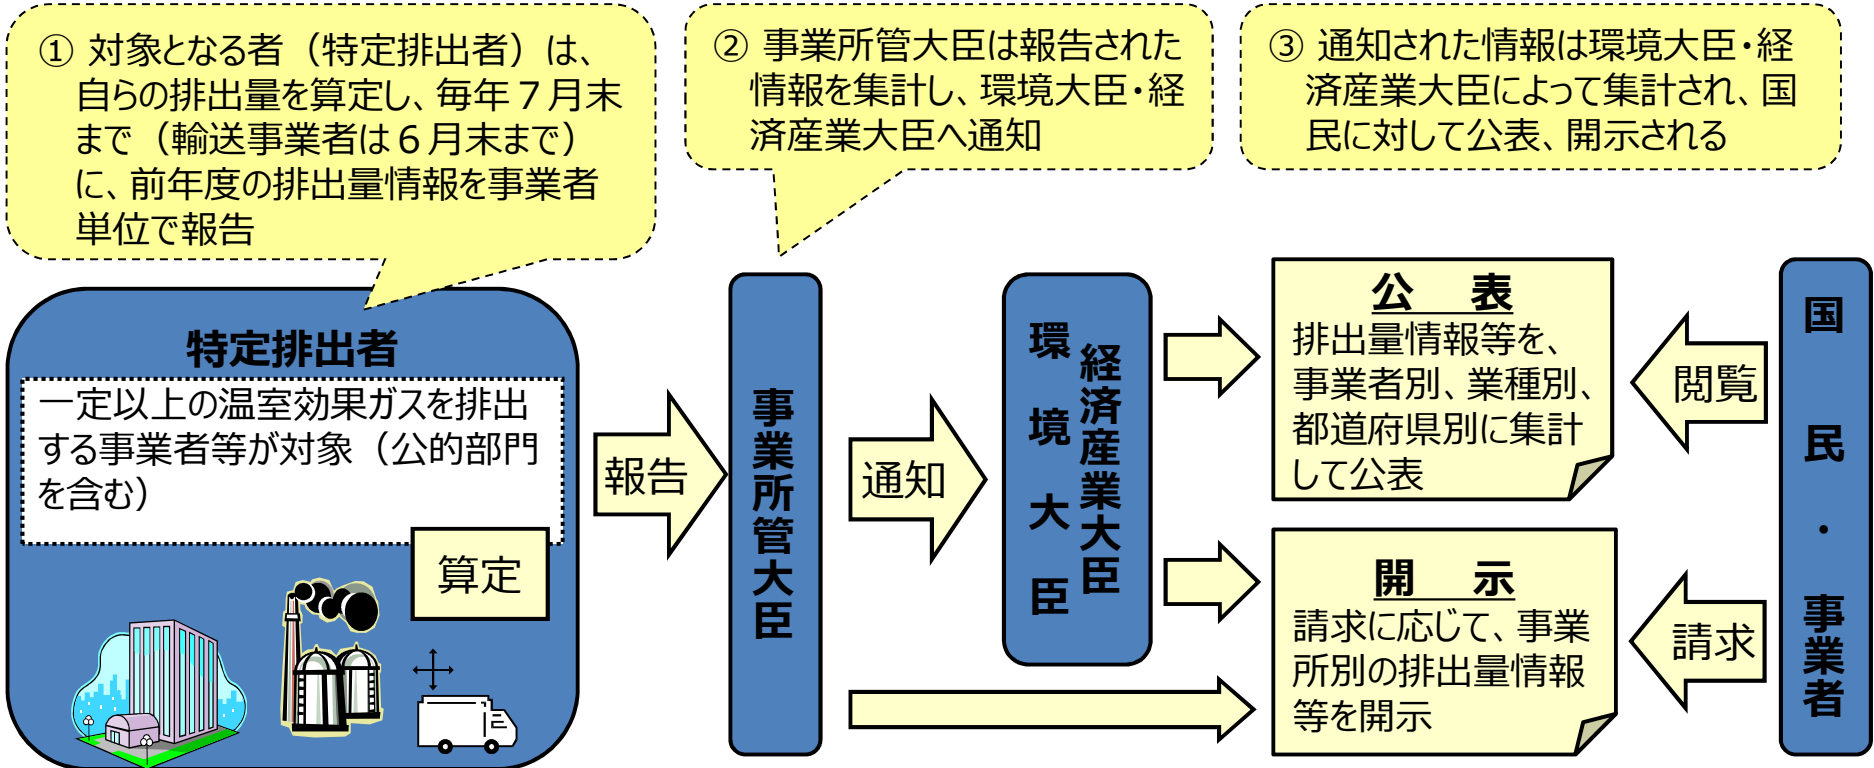 ① 対象となる者（特定排出者）は、
自らの排出量を算定し、毎年７月末
まで（輸送事業者は６月末まで）
に、前年度の排出量情報を事業者
単位で報告
② 事業所管大臣は報告された
情報を集計し、環境大臣・経
済産業大臣へ通知
③ 通知された情報は環境大臣・経
済産業大臣によって集計され、国
民に対して公表、開示される
特定排出者
一定以上の温室効果ガスを排出
する事業者等が対象（公的部門
を含む）
算定
報告
事業所管大臣
通知
環境大臣
経済産業大臣
公　表
排出量情報等を、
事業者別、業種別、
都道府県別に集計
して公表
開　示
請求に応じて、事業
所別の排出量情報
等を開示
閲覧
請求
国民・事業者